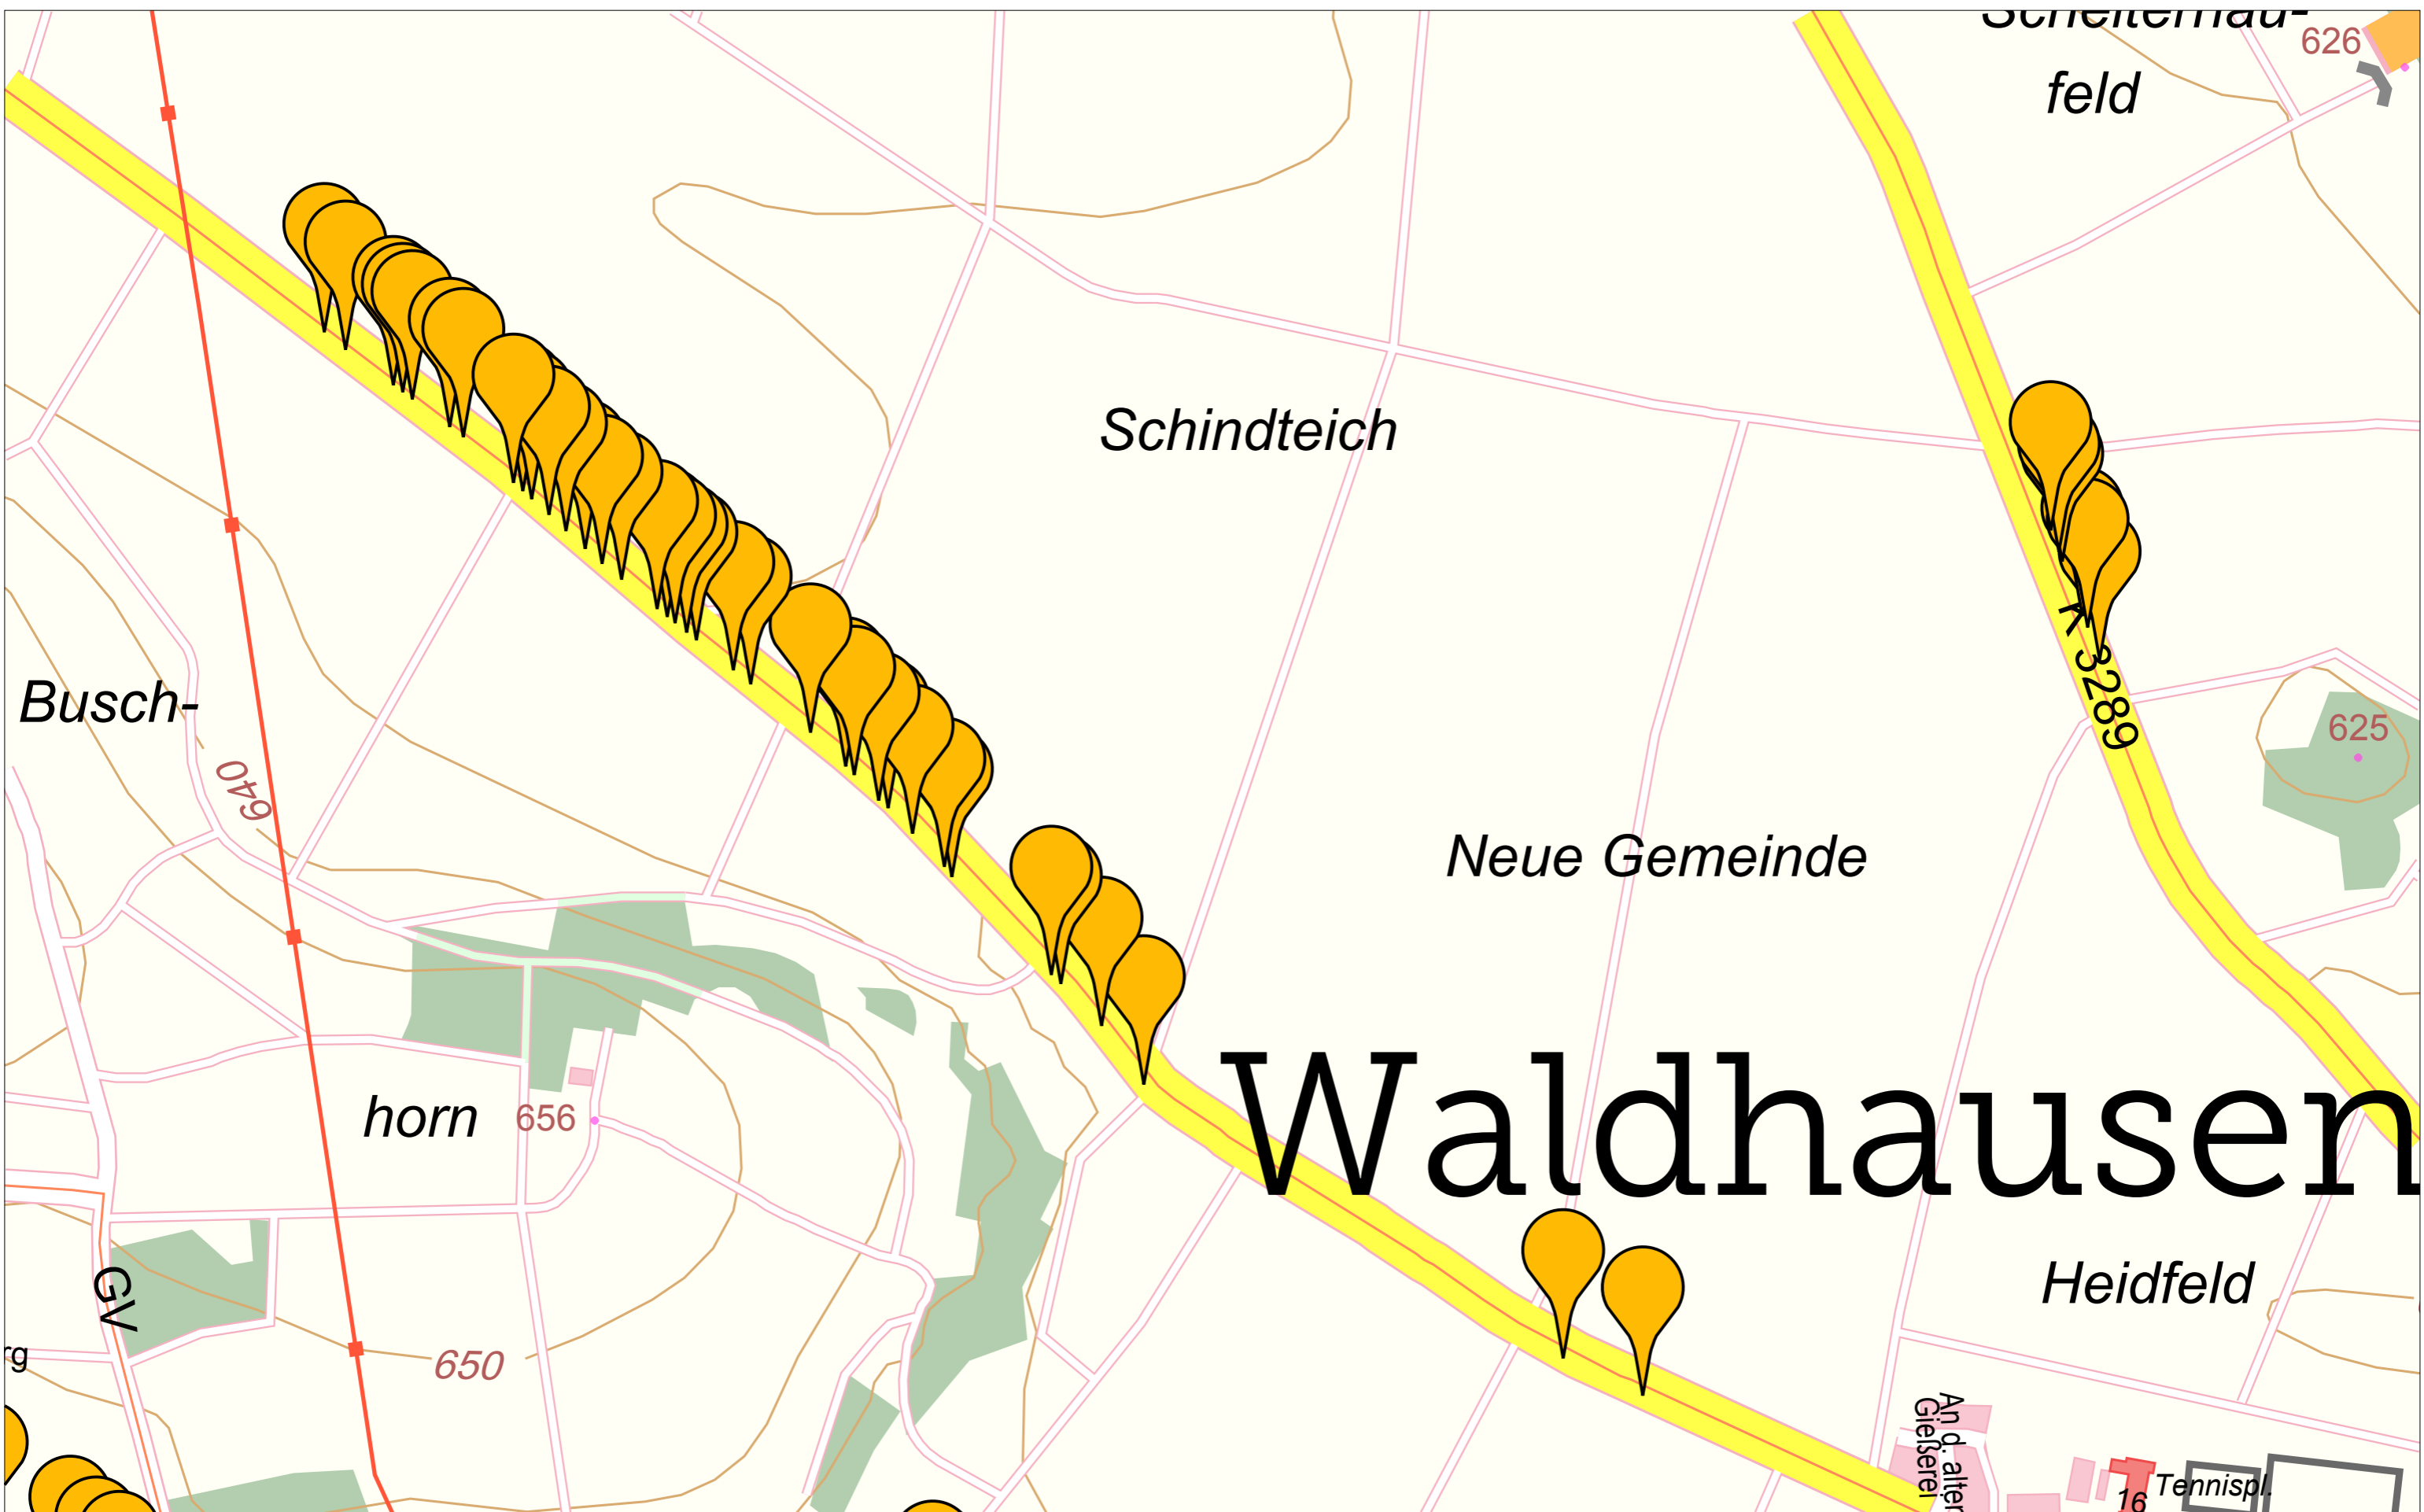 feld
626
Schindteich
Busch-
640
K 3289
625
Neue Gemeinde
horn
656
Waldhausen
GV
Heidfeld
rg
650
An d. alten
Gießerei
Tennispl.
16